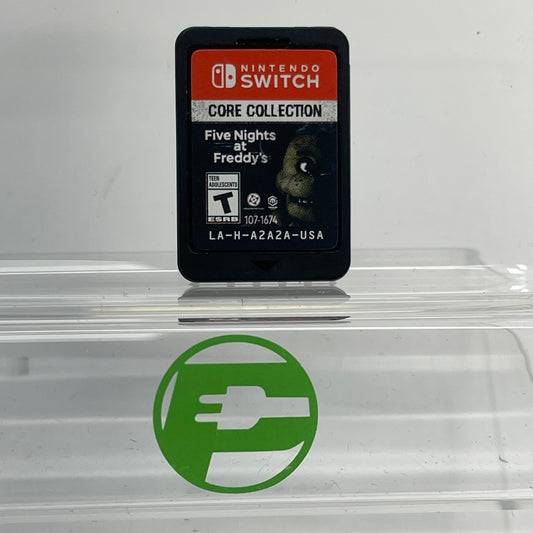 NINTENDO
SWITCH
CORE COLLECTION
Five Nights
at
Freddy's
TEEN
ADOLESCENTS
T
ESRB
107-1674
LA-H-A2A2A-USA